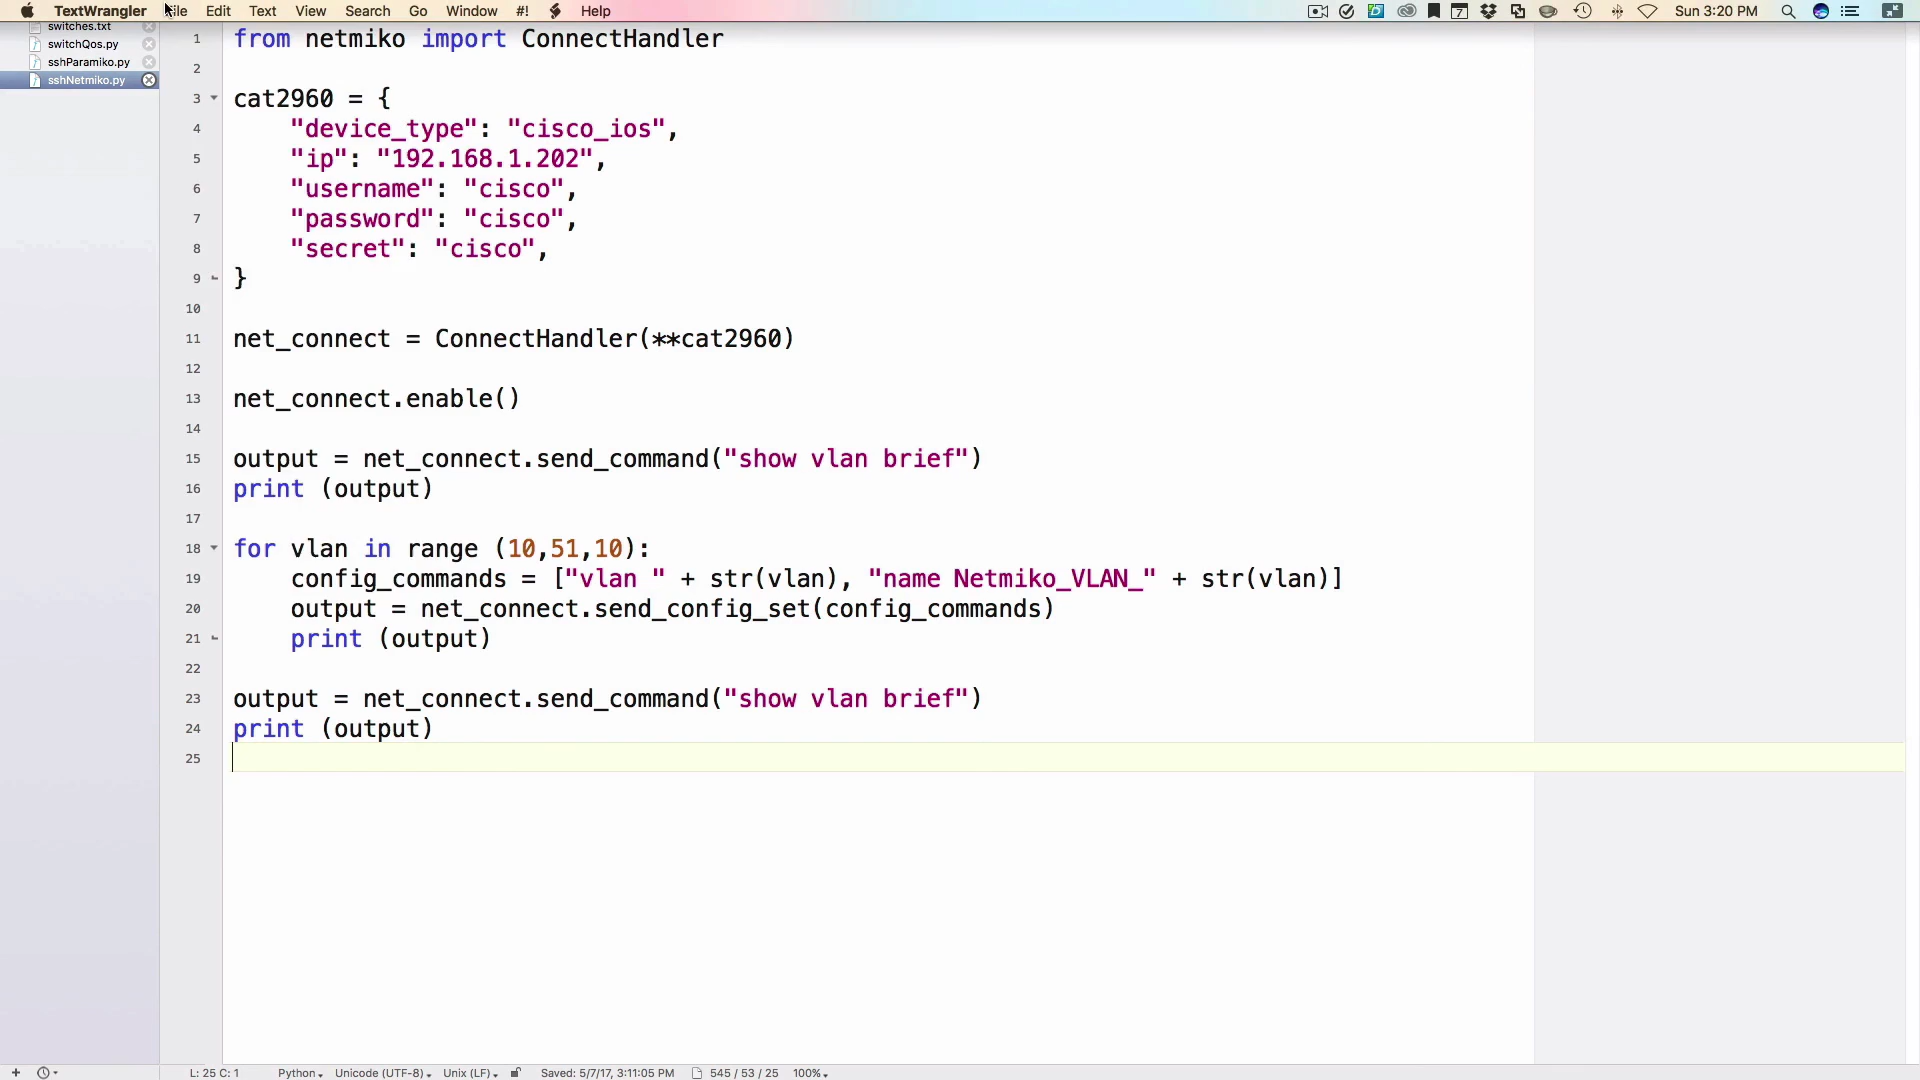 TextWrangler File Edit Text View Search Go Window #! Help Sun 3:20 PM
switches.txt
switchQos.py
sshParamiko.py
sshNetmiko.py
1 from netmiko import ConnectHandler
2
3 cat2960 = {
4 "device_type": "cisco_ios",
5 "ip": "192.168.1.202",
6 "username": "cisco",
7 "password": "cisco",
8 "secret": "cisco",
9 }
10
11 net_connect = ConnectHandler(**cat2960)
12
13 net_connect.enable()
14
15 output = net_connect.send_command("show vlan brief")
16 print (output)
17
18 for vlan in range (10,51,10):
19 config_commands = ["vlan " + str(vlan), "name Netmiko_VLAN_" + str(vlan)]
20 output = net_connect.send_config_set(config_commands)
21 print (output)
22
23 output = net_connect.send_command("show vlan brief")
24 print (output)
25
L: 25 C: 1 Python Unicode (UTF-8) Unix (LF) Saved: 5/7/17, 3:11:05 PM 545 / 53 / 25 100%